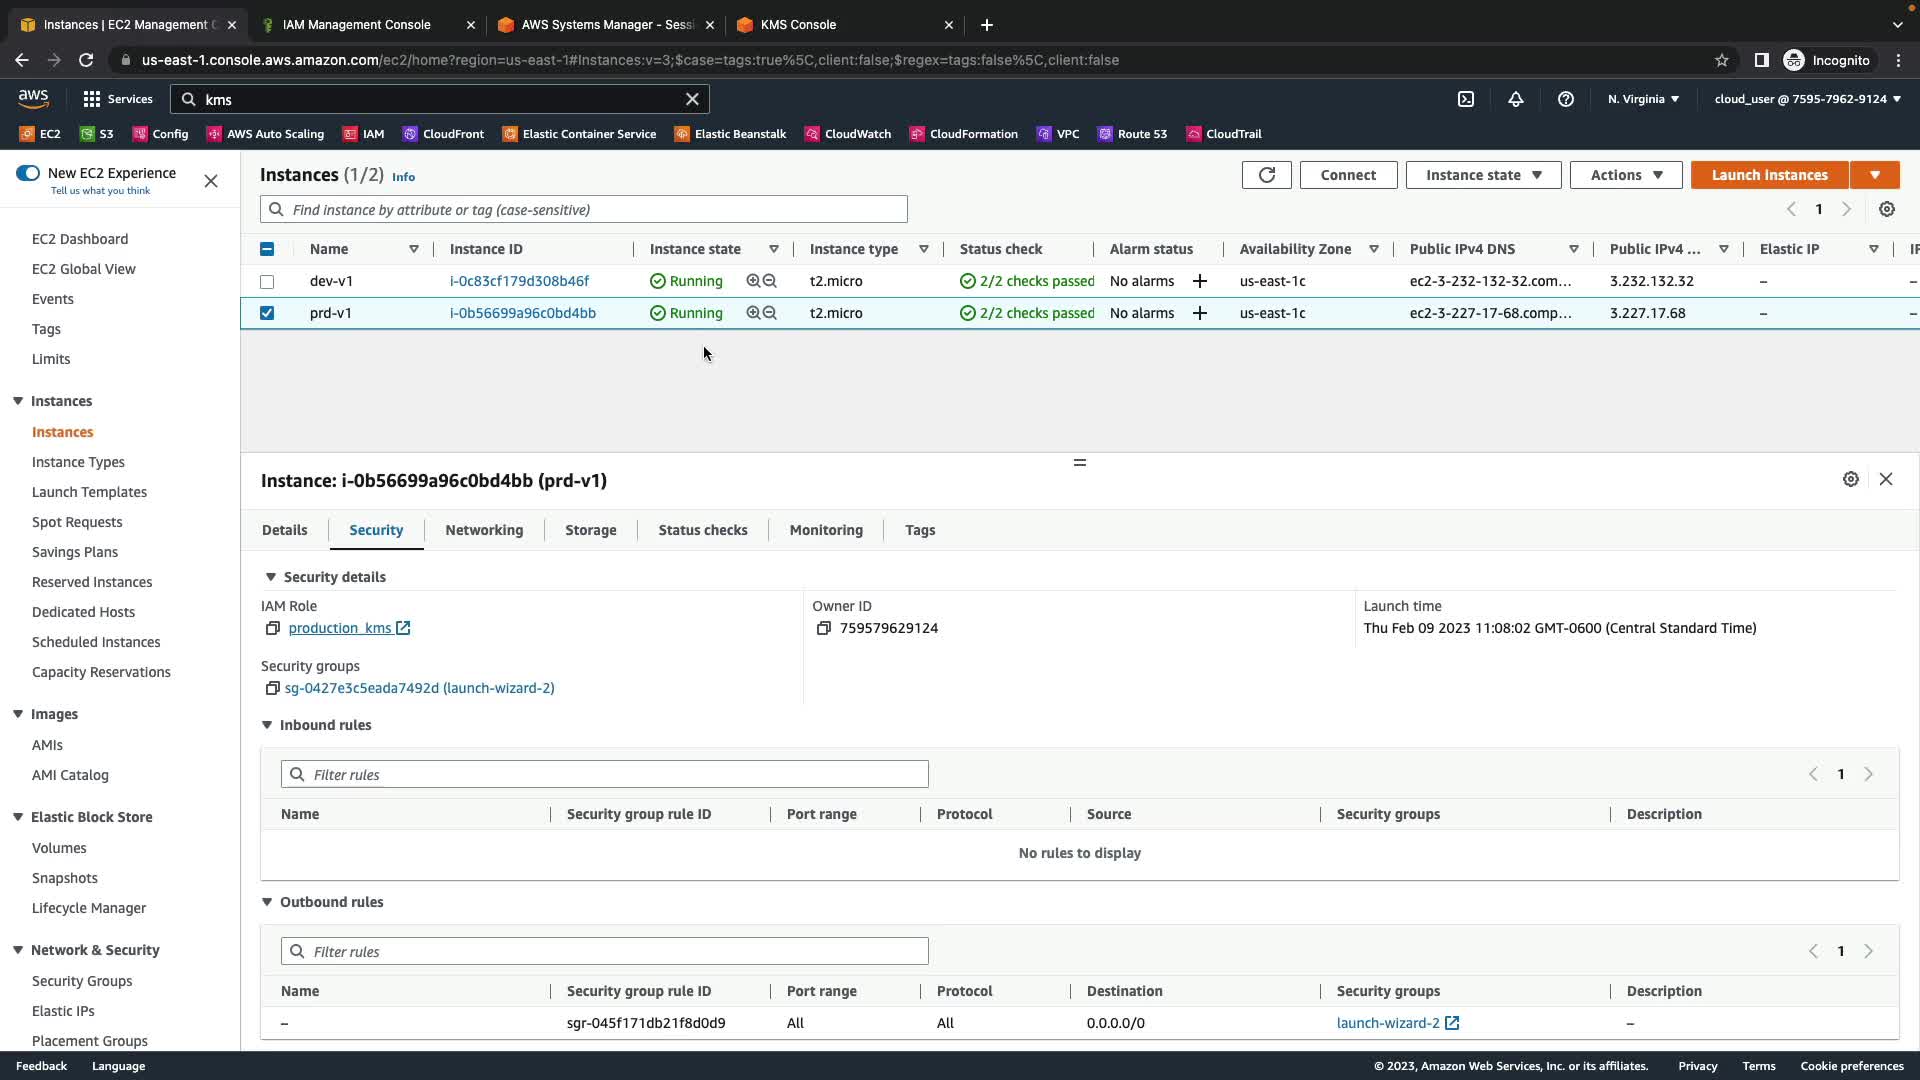 Instances | EC2 Management C
IAM Management Console
AWS Systems Manager - Sessi
KMS Console
us-east-1.console.aws.amazon.com/ec2/home?region=us-east-1#Instances:v=3;$case=tags:true%5C,client:false;$regex=tags:false%5C,client:false
Incognito
aws
Services
kms
N. Virginia
cloud_user @ 7595-7962-9124
EC2
S3
Config
AWS Auto Scaling
IAM
CloudFront
Elastic Container Service
Elastic Beanstalk
CloudWatch
CloudFormation
VPC
Route 53
CloudTrail
New EC2 Experience
Tell us what you think
EC2 Dashboard
EC2 Global View
Events
Tags
Limits
Instances
Instances
Instance Types
Launch Templates
Spot Requests
Savings Plans
Reserved Instances
Dedicated Hosts
Scheduled Instances
Capacity Reservations
Images
AMIs
AMI Catalog
Elastic Block Store
Volumes
Snapshots
Lifecycle Manager
Network & Security
Security Groups
Elastic IPs
Placement Groups
Instances (1/2) Info
Connect
Instance state
Actions
Launch instances
Find instance by attribute or tag (case-sensitive)
1
Name Instance ID Instance state Instance type Status check Alarm status Availability Zone Public IPv4 DNS Public IPv4 ... Elastic IP IP
dev-v1 i-0c83cf179d308b46f Running t2.micro 2/2 checks passed No alarms + us-east-1c ec2-3-232-132-32.com... 3.232.132.32 – –
prd-v1 i-0b56699a96c0bd4bb Running t2.micro 2/2 checks passed No alarms + us-east-1c ec2-3-227-17-68.comp... 3.227.17.68 – –
Instance: i-0b56699a96c0bd4bb (prd-v1)
Details
Security
Networking
Storage
Status checks
Monitoring
Tags
Security details
IAM Role
production_kms
Owner ID
759579629124
Launch time
Thu Feb 09 2023 11:08:02 GMT-0600 (Central Standard Time)
Security groups
sg-0427e3c5eada7492d (launch-wizard-2)
Inbound rules
Filter rules
1
Name Security group rule ID Port range Protocol Source Security groups Description
No rules to display
Outbound rules
Filter rules
1
Name Security group rule ID Port range Protocol Destination Security groups Description
– sgr-045f171db21f8d0d9 All All 0.0.0.0/0 launch-wizard-2 –
Feedback
Language
© 2023, Amazon Web Services, Inc. or its affiliates.
Privacy
Terms
Cookie preferences